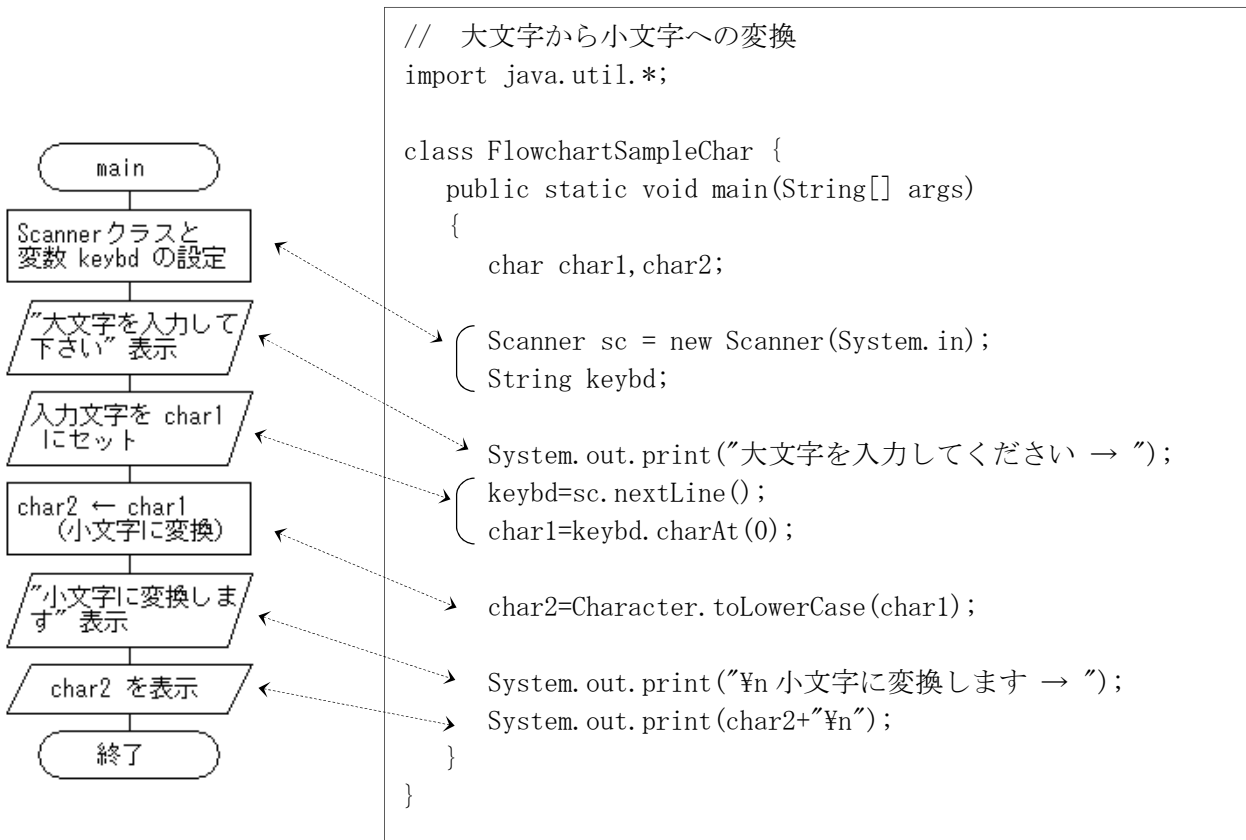 main
Scannerクラスと
変数 keybd の設定
"大文字を入力して
下さい" 表示
入力文字を char1
にセット
char2 ← char1
(小文字に変換)
"小文字に変換しま
す" 表示
char2 を表示
終了
// 大文字から小文字への変換
import java.util.*;
class FlowchartSampleChar {
public static void main(String[] args)
{
char char1,char2;
Scanner sc = new Scanner(System.in);
String keybd;
System.out.print("大文字を入力してください → ");
keybd=sc.nextLine();
char1=keybd.charAt(0);
char2=Character.toLowerCase(char1);
System.out.print("¥n 小文字に変換します → ");
System.out.print(char2+"¥n");
}
}